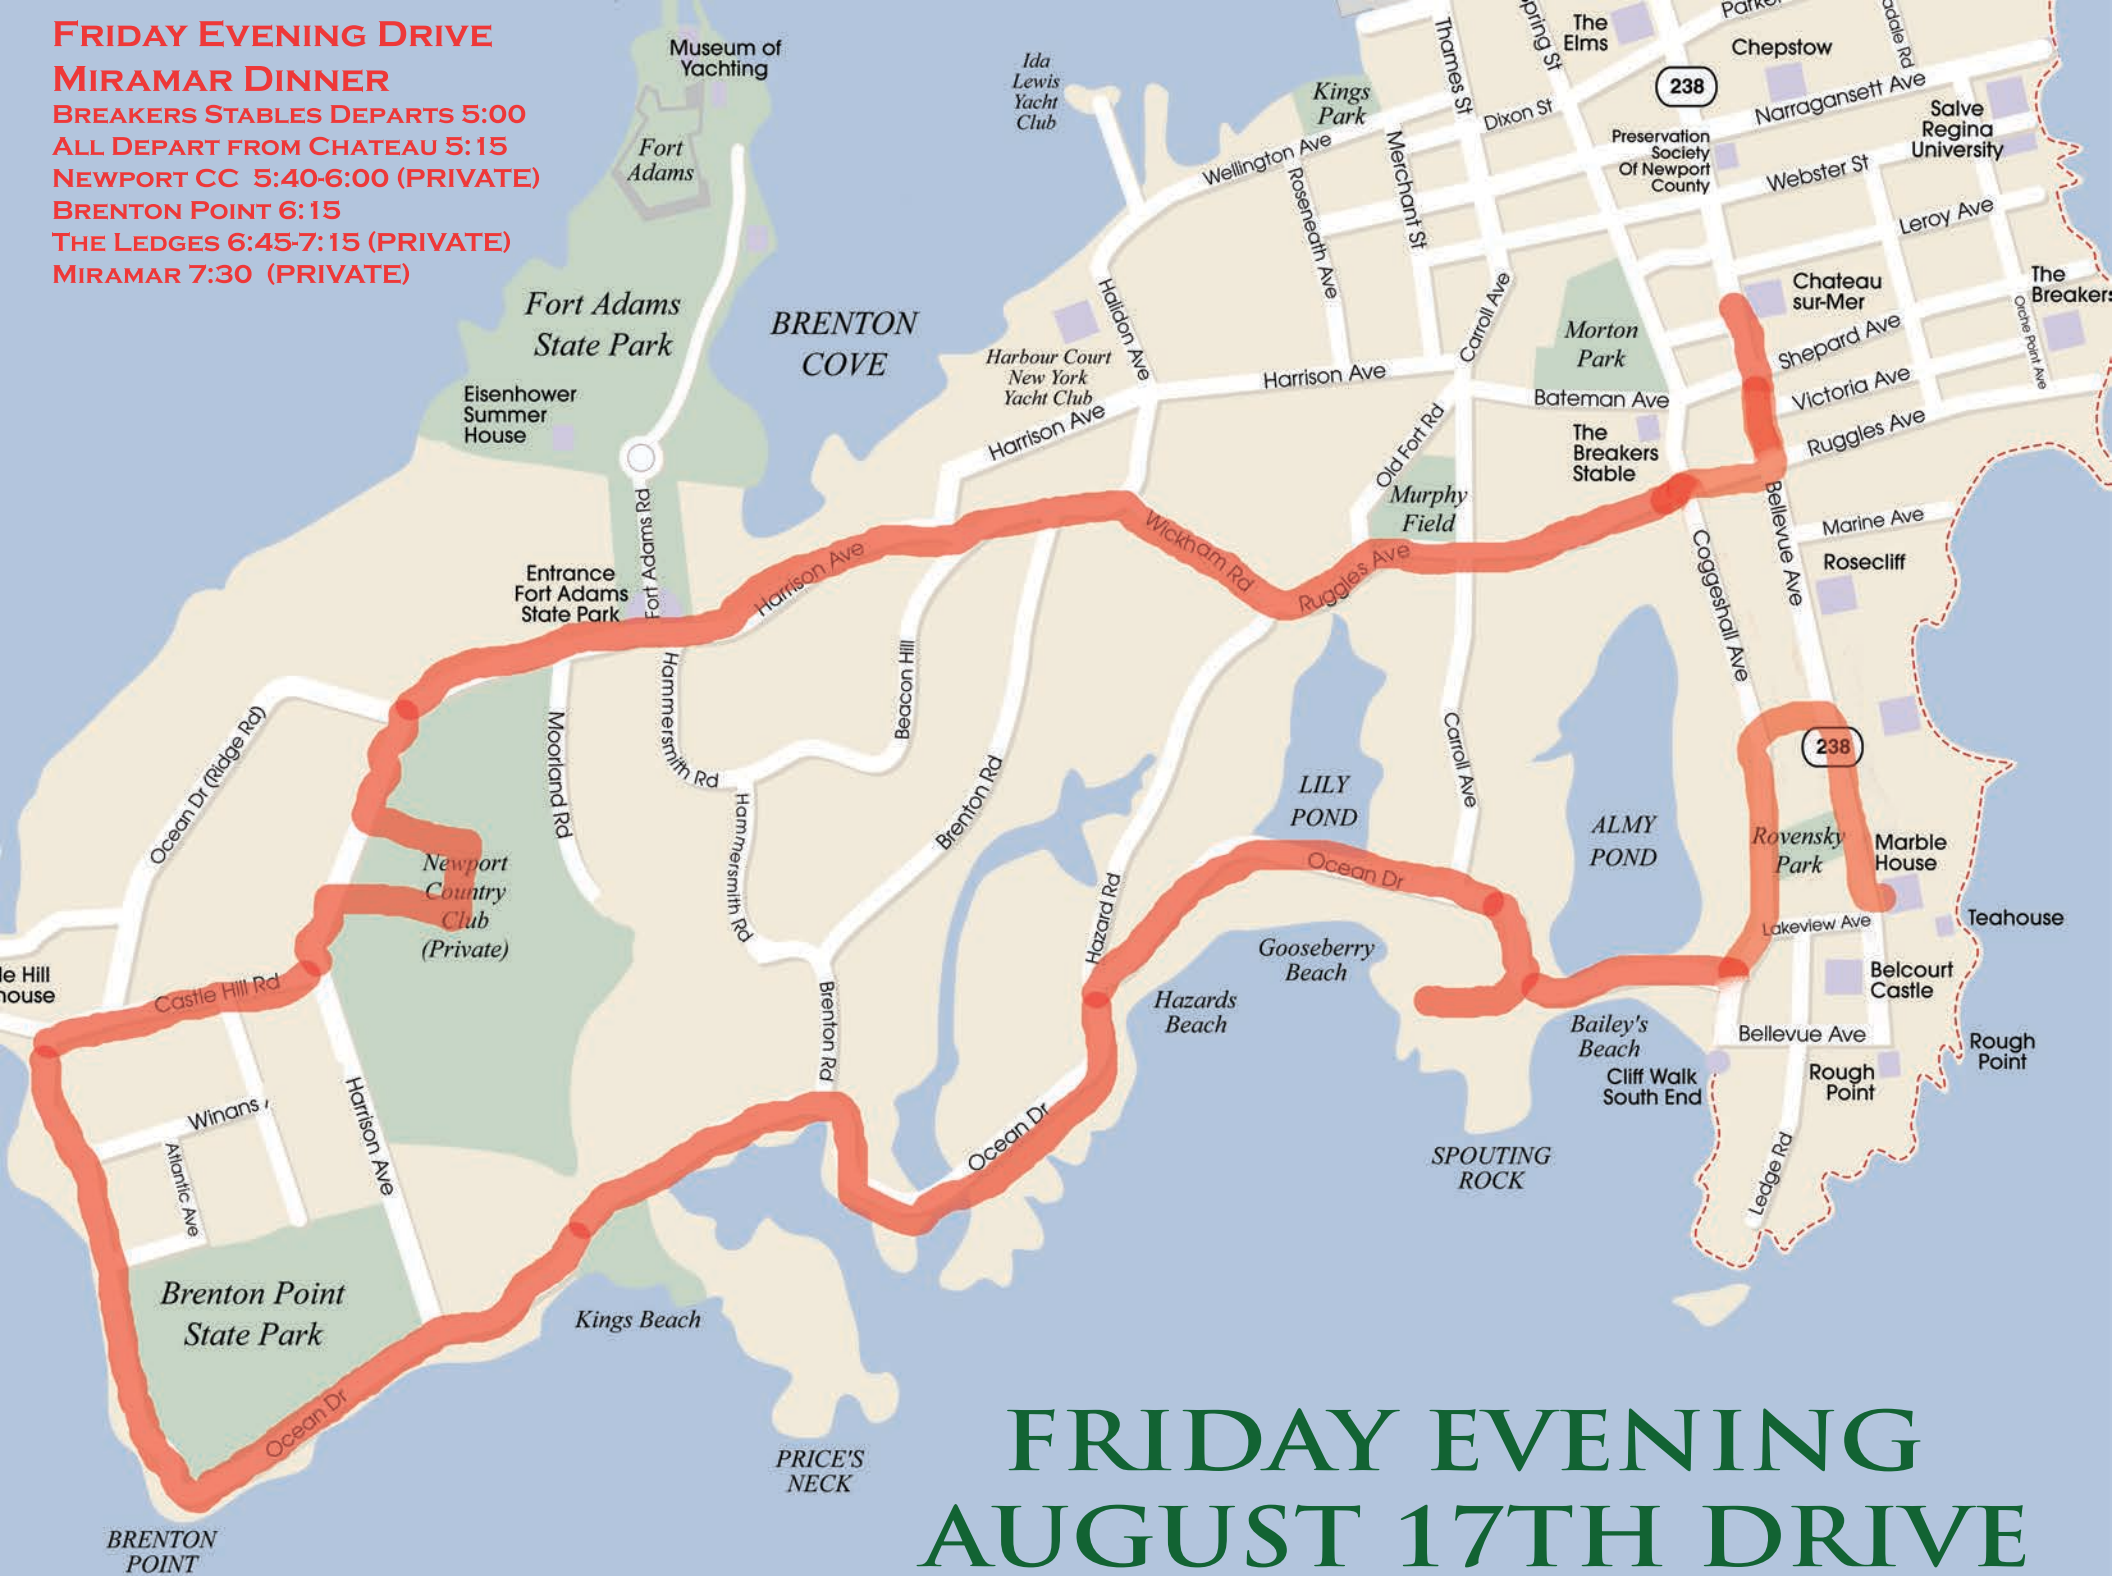 FRIDAY EVENING DRIVE
MIRAMAR DINNER
BREAKERS STABLES DEPARTS 5:00
ALL DEPART FROM CHATEAU 5:15
NEWPORT CC 5:40-6:00 (PRIVATE)
BRENTON POINT 6:15
THE LEDGES 6:45-7:15 (PRIVATE)
MIRAMAR 7:30 (PRIVATE)
Museum of
Yachting
Fort
Adams
Fort Adams
State Park
Eisenhower
Summer
House
BRENTON
COVE
Ida
Lewis
Yacht
Club
Kings
Park
Wellington Ave
Thames St
Spring St
The
Elms
238
Chepstow
Narragansett Ave
Dixon St
Merchant St
Roseneath Ave
Preservation
Society
Of Newport
County
Salve
Regina
University
Webster St
Leroy Ave
Chateau
sur-Mer
The
Breakers
Shepard Ave
Victoria Ave
Ruggles Ave
Morton
Park
Bateman Ave
The
Breakers
Stable
Carroll Ave
Halidon Ave
Harbour Court
New York
Yacht Club
Harrison Ave
Harrison Ave
Old Fort Rd
Murphy
Field
Bellevue Ave
Marine Ave
Rosecliff
Coggeshall Ave
Wickham Rd
Ruggles Ave
Harrison Ave
Fort Adams Rd
Entrance
Fort Adams
State Park
Hammersmith Rd
Hammersmith Rd
Moorland Rd
Beacon Hill
Brenton Rd
Brenton Rd
Ocean Dr (Ridge Rd)
Newport
Country
Club
(Private)
LILY
POND
Carroll Ave
ALMY
POND
238
Rovensky
Park
Marble
House
Lakeview Ave
Teahouse
Belcourt
Castle
Bellevue Ave
Rough
Point
Rough
Point
Ledge Rd
Cliff Walk
South End
Bailey's
Beach
Ocean Dr
Gooseberry
Beach
Hazards
Beach
Hazard Rd
SPOUTING
ROCK
Ocean Dr
le Hill
house
Castle Hill Rd
Winans
Atlantic Ave
Harrison Ave
Brenton Point
State Park
Ocean Dr
Kings Beach
PRICE'S
NECK
BRENTON
POINT
FRIDAY EVENING
AUGUST 17TH DRIVE